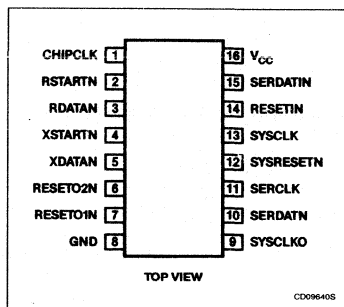 CHIPCLK 1
16 VCC
RSTARTN 2
15 SERDATIN
RDATAN 3
14 RESETIN
XSTARTN 4
13 SYSCLK
XDATAN 5
12 SYSRESETN
RESETO2N 6
11 SERCLK
RESETO1N 7
10 SERDATN
GND 8
9 SYSCLKO
TOP VIEW
CD09640S